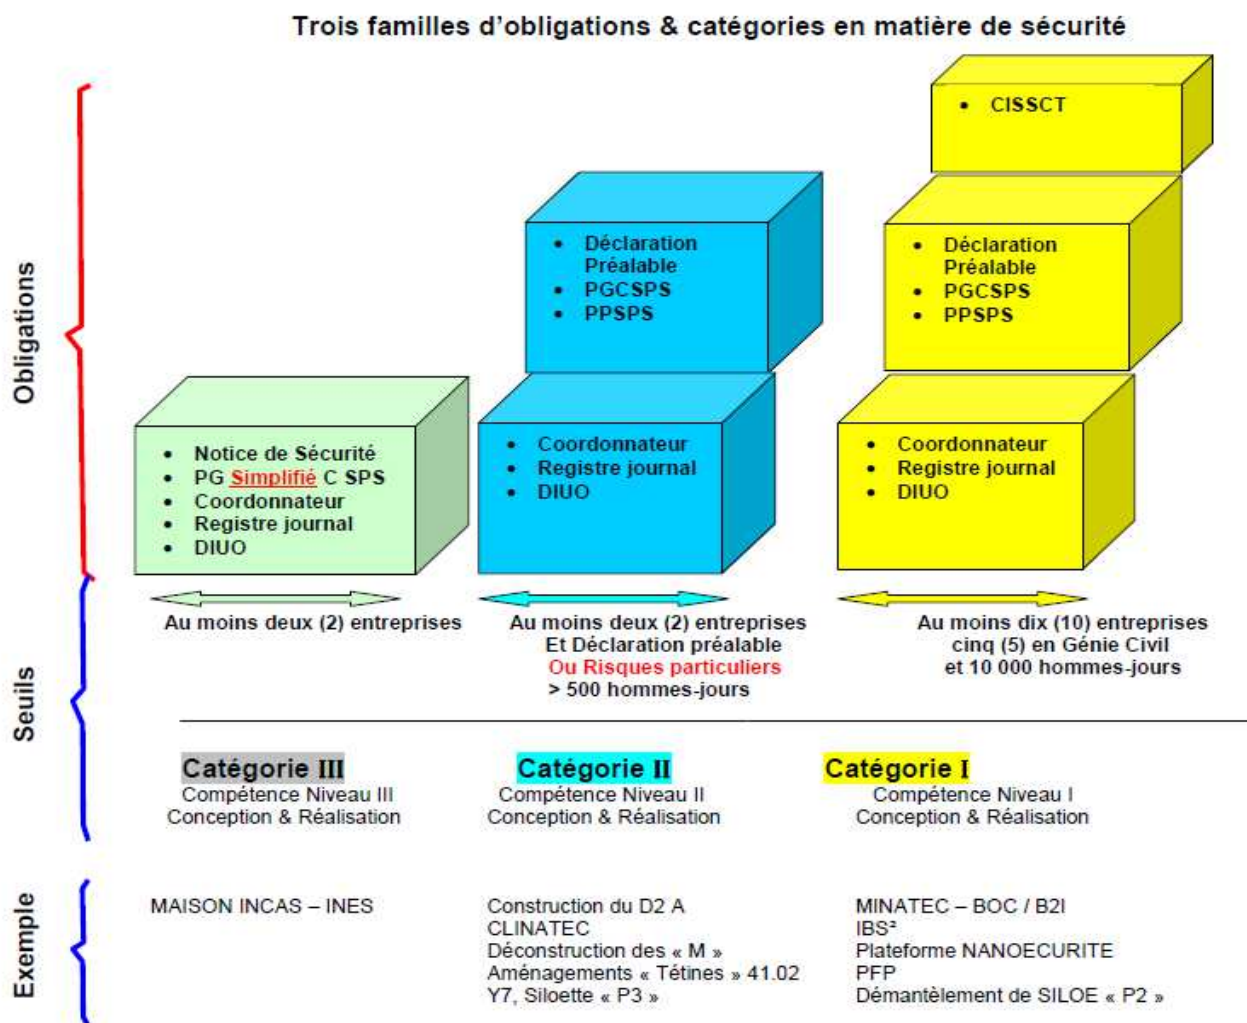 Trois familles d'obligations & catégories en matière de sécurité
Obligations
• Notice de Sécurité
• PG Simplifié C SPS
• Coordonnateur
• Registre journal
• DIUO
• Déclaration
Préalable
• PGCSPS
• PPSPS
• Coordonnateur
• Registre journal
• DIUO
• CISSCT
• Déclaration
Préalable
• PGCSPS
• PPSPS
• Coordonnateur
• Registre journal
• DIUO
Seuils
Au moins deux (2) entreprises
Au moins deux (2) entreprises
Et Déclaration préalable
Ou Risques particuliers
> 500 hommes-jours
Au moins dix (10) entreprises
cinq (5) en Génie Civil
et 10 000 hommes-jours
Catégorie III
Compétence Niveau III
Conception & Réalisation
Catégorie II
Compétence Niveau II
Conception & Réalisation
Catégorie I
Compétence Niveau I
Conception & Réalisation
Exemple
MAISON INCAS – INES
Construction du D2 A
CLINATEC
Déconstruction des « M »
Aménagements « Tétines » 41.02
Y7, Siloette « P3 »
MINATEC – BOC / B2I
IBS²
Plateforme NANOECURITE
PFP
Démantèlement de SILOE « P2 »